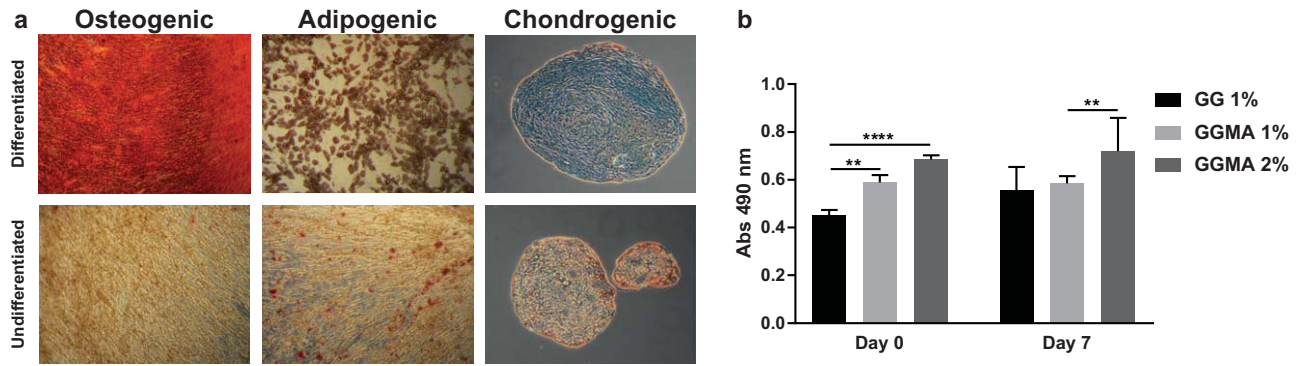 a
Osteogenic
Adipogenic
Chondrogenic
Differentiated
Undifferentiated
b
Abs 490 nm
1.0
0.8
0.6
0.4
0.2
0.0
****
**
**
Day 0
Day 7
GG 1%
GGMA 1%
GGMA 2%